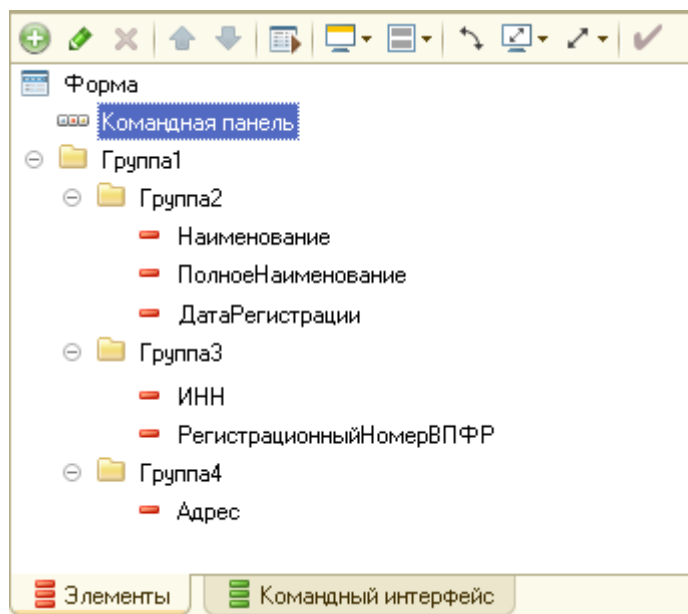 Форма
Командная панель
Группа1
Группа2
Наименование
ПолноеНаименование
ДатаРегистрации
Группа3
ИНН
РегистрационныйНомерВПФР
Группа4
Адрес
Элементы Командный интерфейс